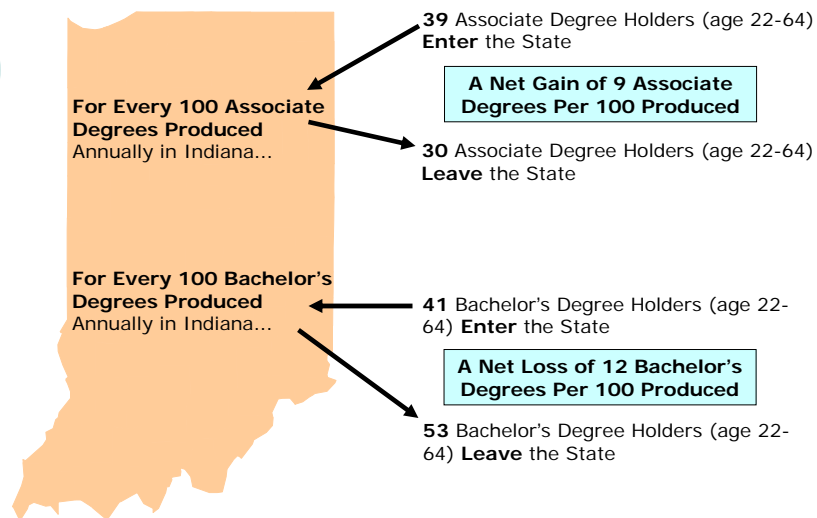 39 Associate Degree Holders (age 22-64)
Enter the State
A Net Gain of 9 Associate
Degrees Per 100 Produced
For Every 100 Associate
Degrees Produced
Annually in Indiana...
30 Associate Degree Holders (age 22-64)
Leave the State
For Every 100 Bachelor's
Degrees Produced
Annually in Indiana...
41 Bachelor's Degree Holders (age 22-
64) Enter the State
A Net Loss of 12 Bachelor's
Degrees Per 100 Produced
53 Bachelor's Degree Holders (age 22-
64) Leave the State